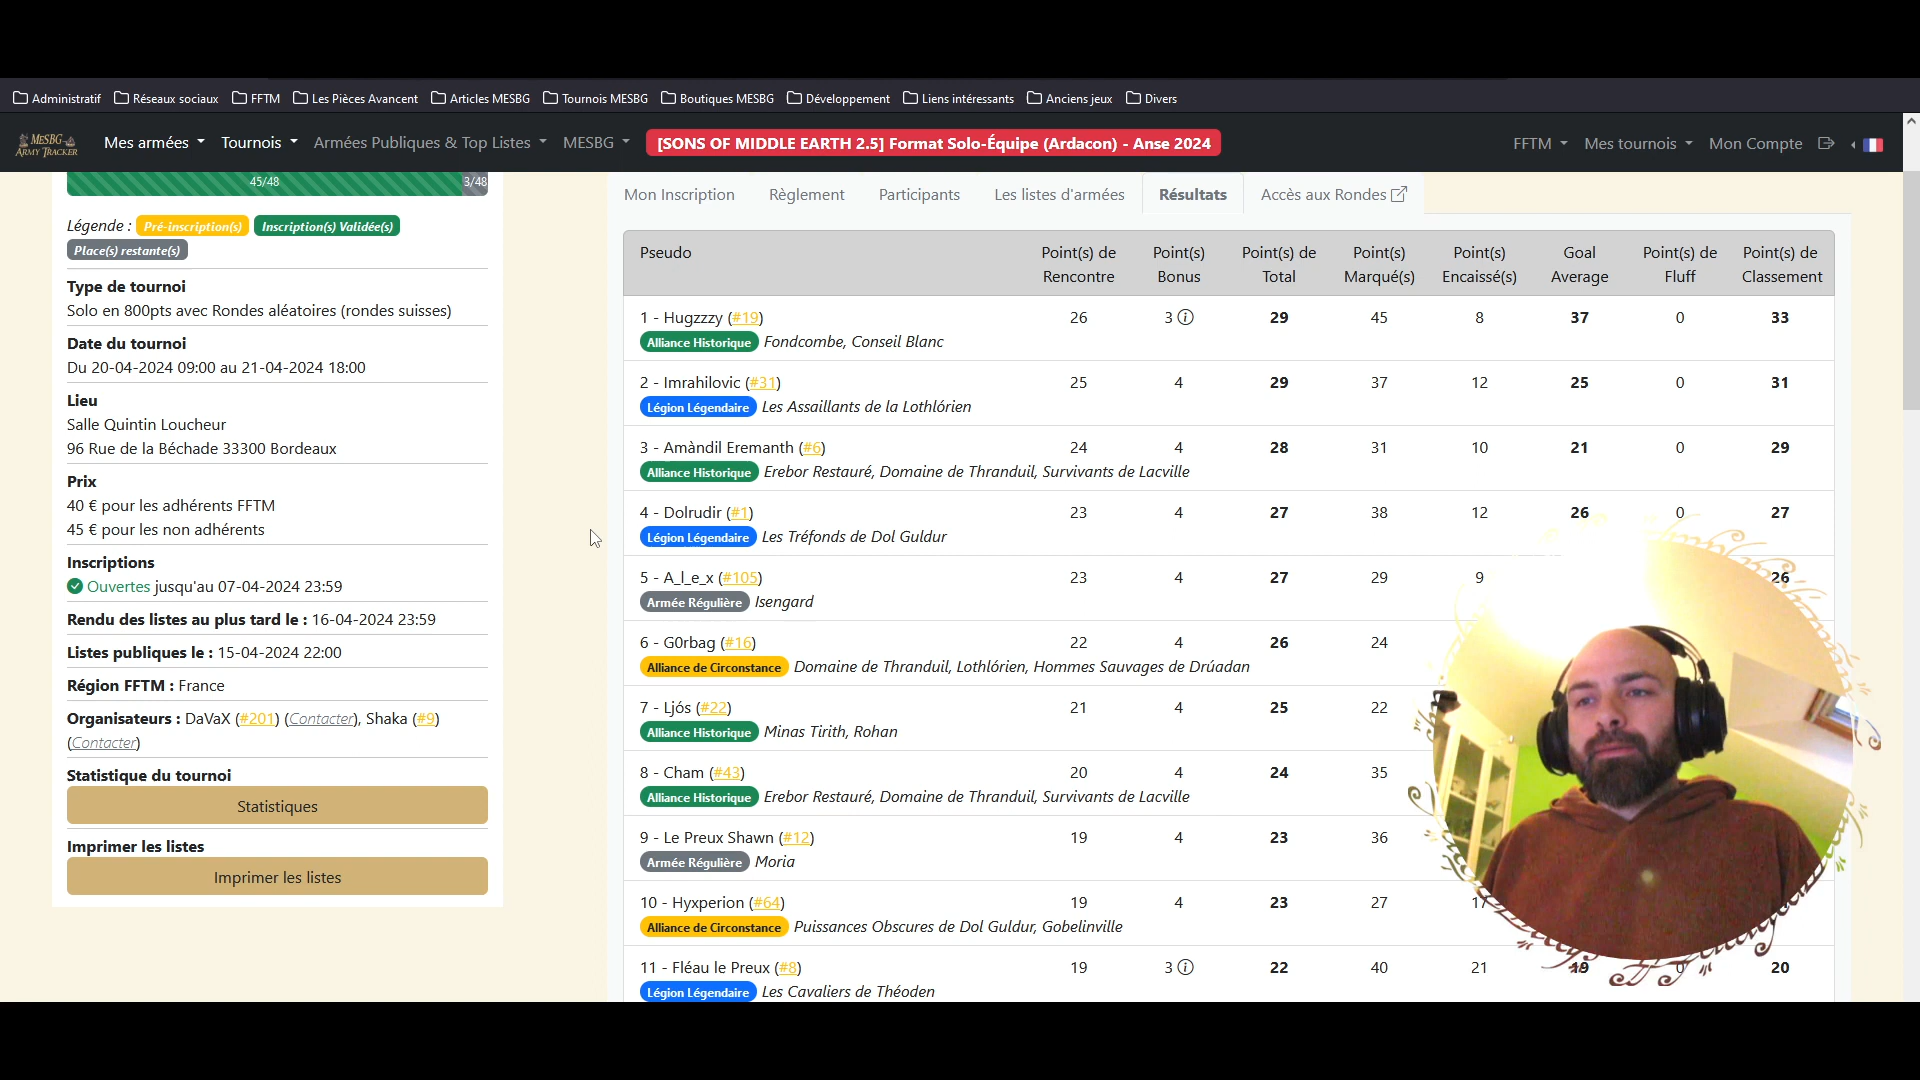 Administratif Réseaux sociaux FFTM Les Pièces Avancent Articles MESBG Tournois MESBG Boutiques MESBG Développement Liens intéressants Anciens jeux Divers
MESBG ARMY TRACKER Mes armées Tournois Armées Publiques & Top Listes MESBG [SONS OF MIDDLE EARTH 2.5] Format Solo-Équipe (Ardacon) - Anse 2024 FFTM Mes tournois Mon Compte
45/48 3/48
Légende : Pré-inscription(s) Inscription(s) Validée(s)
Place(s) restante(s)
Type de tournoi
Solo en 800pts avec Rondes aléatoires (rondes suisses)
Date du tournoi
Du 20-04-2024 09:00 au 21-04-2024 18:00
Lieu
Salle Quintin Loucheur
96 Rue de la Béchade 33300 Bordeaux
Prix
40 € pour les adhérents FFTM
45 € pour les non adhérents
Inscriptions
Ouvertes jusqu'au 07-04-2024 23:59
Rendu des listes au plus tard le : 16-04-2024 23:59
Listes publiques le : 15-04-2024 22:00
Région FFTM : France
Organisateurs : DaVaX (#201) (Contacter), Shaka (#9)
(Contacter)
Statistique du tournoi
Statistiques
Imprimer les listes
Imprimer les listes
Mon Inscription Règlement Participants Les listes d'armées Résultats Accès aux Rondes
Pseudo Point(s) de Rencontre Point(s) Bonus Point(s) de Total Point(s) Marqué(s) Point(s) Encaissé(s) Goal Average Point(s) de Fluff Point(s) de Classement
1 - Hugzzzy (#19) 26 3 29 45 8 37 0 33
Alliance Historique Fondcombe, Conseil Blanc
2 - Imrahilovic (#31) 25 4 29 37 12 25 0 31
Légion Légendaire Les Assaillants de la Lothlórien
3 - Amàndil Eremanth (#6) 24 4 28 31 10 21 0 29
Alliance Historique Erebor Restauré, Domaine de Thranduil, Survivants de Lacville
4 - Dolrudir (#1) 23 4 27 38 12 26 0 27
Légion Légendaire Les Tréfonds de Dol Guldur
5 - A_l_e_x (#105) 23 4 27 29 9 26
Armée Régulière Isengard
6 - G0rbag (#16) 22 4 26 24
Alliance de Circonstance Domaine de Thranduil, Lothlórien, Hommes Sauvages de Drúadan
7 - Ljós (#22) 21 4 25 22
Alliance Historique Minas Tirith, Rohan
8 - Cham (#43) 20 4 24 35
Alliance Historique Erebor Restauré, Domaine de Thranduil, Survivants de Lacville
9 - Le Preux Shawn (#12) 19 4 23 36
Armée Régulière Moria
10 - Hyxperion (#64) 19 4 23 27 17
Alliance de Circonstance Puissances Obscures de Dol Guldur, Gobelinville
11 - Fléau le Preux (#8) 19 3 22 40 21 19 0 20
Légion Légendaire Les Cavaliers de Théoden